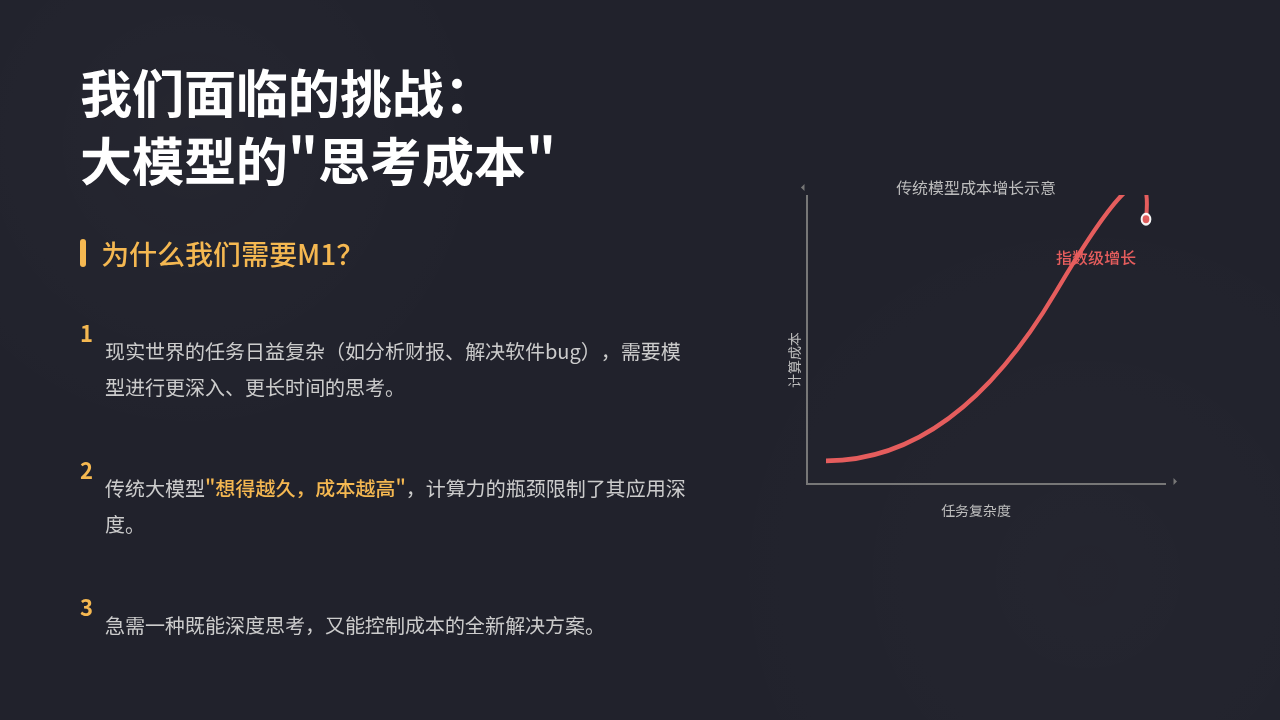 我们面临的挑战：
大模型的"思考成本"
为什么我们需要M1？
1
现实世界的任务日益复杂（如分析财报、解决软件bug），需要模
型进行更深入、更长时间的思考。
2
传统大模型"想得越久，成本越高"，计算力的瓶颈限制了其应用深
度。
3
急需一种既能深度思考，又能控制成本的全新解决方案。
传统模型成本增长示意
指数级增长
计算成本
任务复杂度